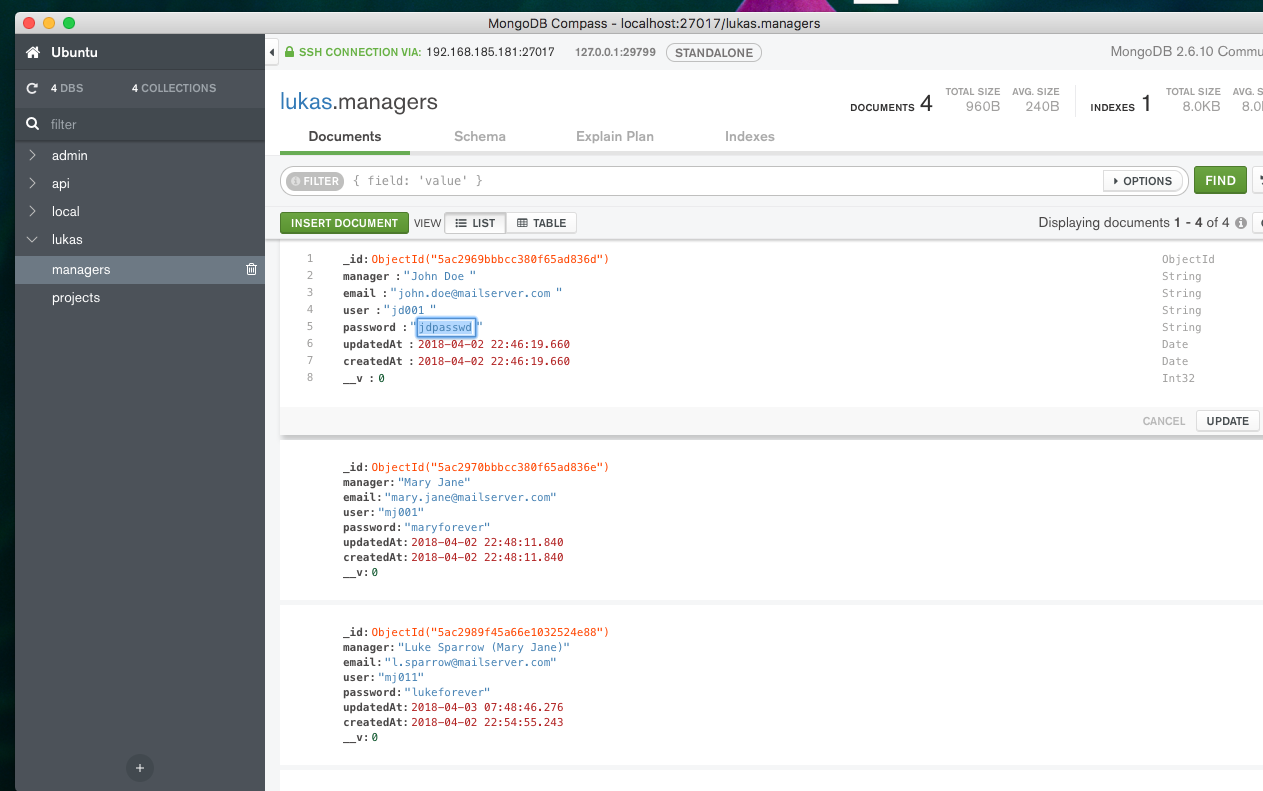 MongoDB Compass - localhost:27017/lukas.managers
Ubuntu
SSH CONNECTION VIA: 192.168.185.181:27017 127.0.0.1:29799 STANDALONE MongoDB 2.6.10
4 DBS 4 COLLECTIONS
filter
admin
api
local
lukas
managers
projects
+
lukas.managers
DOCUMENTS 4 TOTAL SIZE 960B AVG. SIZE 240B INDEXES 1 TOTAL SIZE 8.0KB
Documents Schema Explain Plan Indexes
FILTER { field: 'value' } OPTIONS FIND
INSERT DOCUMENT VIEW LIST TABLE Displaying documents 1 - 4 of 4
1 _id: ObjectId("5ac2969bbbcc380f65ad836d") ObjectId
2 manager : "John Doe " String
3 email : "john.doe@mailserver.com " String
4 user : "jd001 " String
5 password : "jdpasswd " String
6 updatedAt : 2018-04-02 22:46:19.660 Date
7 createdAt : 2018-04-02 22:46:19.660 Date
8 __v : 0 Int32
CANCEL UPDATE
_id: ObjectId("5ac2970bbbcc380f65ad836e")
manager: "Mary Jane"
email: "mary.jane@mailserver.com"
user: "mj001"
password: "maryforever"
updatedAt: 2018-04-02 22:48:11.840
createdAt: 2018-04-02 22:48:11.840
__v: 0
_id: ObjectId("5ac2989f45a66e1032524e88")
manager: "Luke Sparrow (Mary Jane)"
email: "l.sparrow@mailserver.com"
user: "mj011"
password: "lukeforever"
updatedAt: 2018-04-03 07:48:46.276
createdAt: 2018-04-02 22:54:55.243
__v: 0